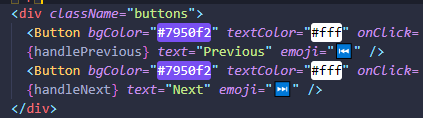 <div className="buttons">
<Button bgColor="#7950f2" textColor="#fff" onClick=
{handlePrevious} text="Previous" emoji="⏮️" />
<Button bgColor="#7950f2" textColor="#fff" onClick=
{handleNext} text="Next" emoji="⏭️" />
</div>